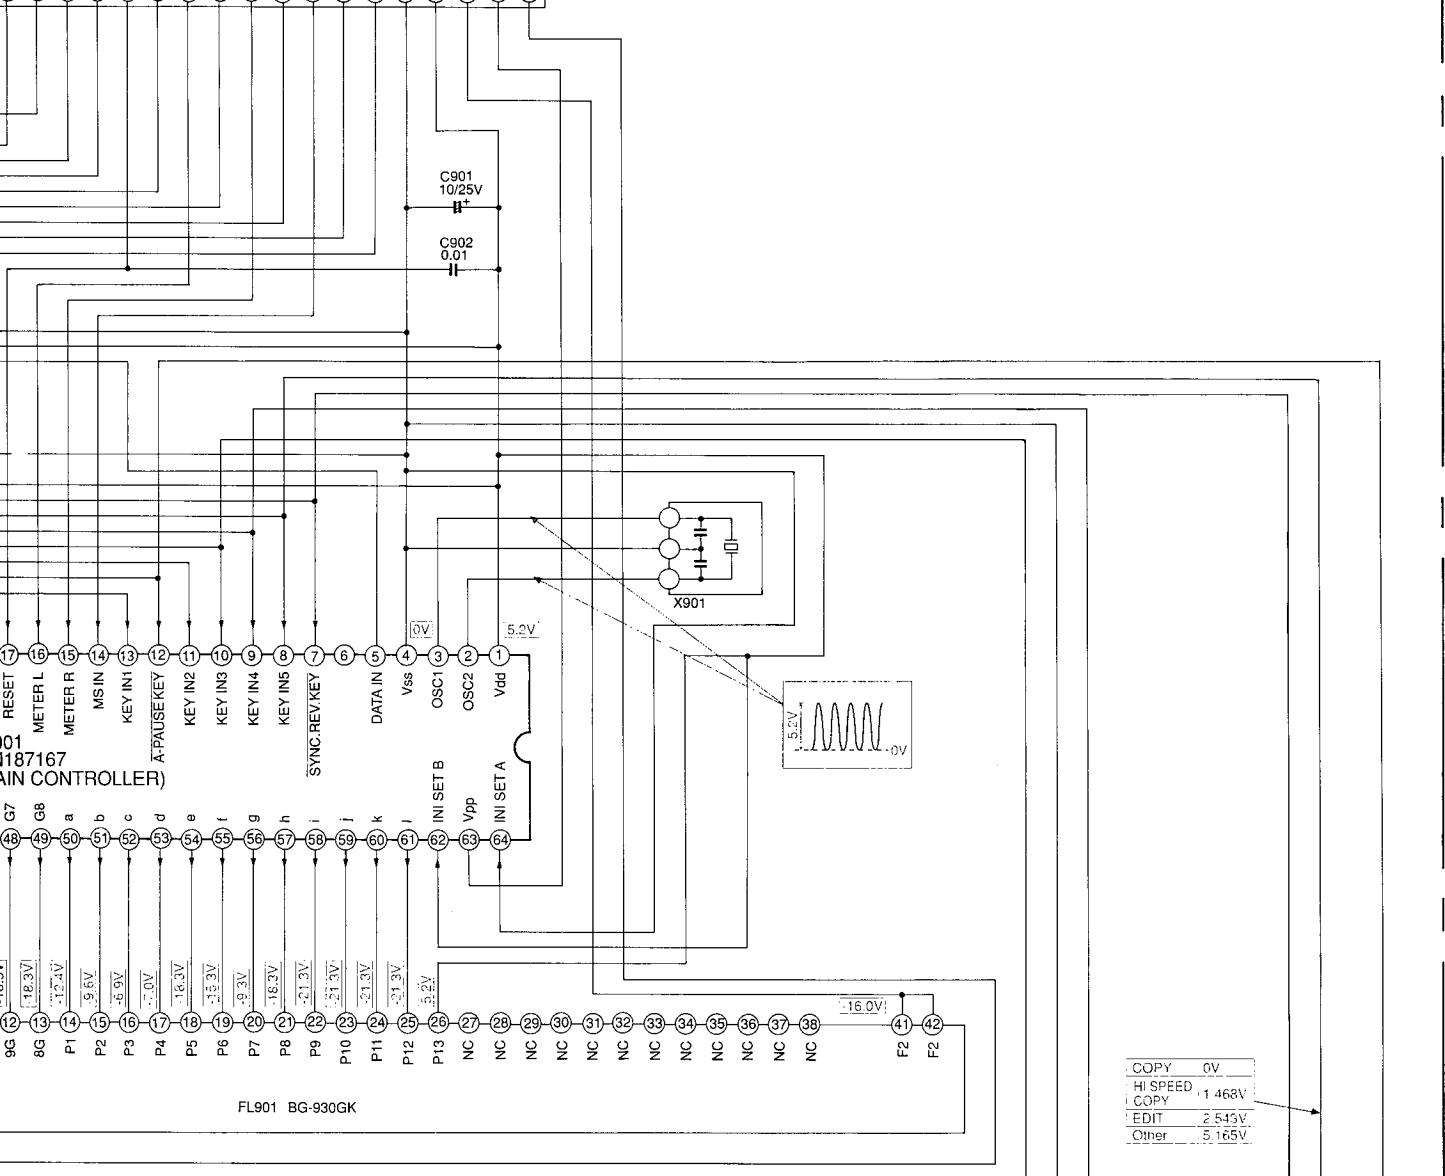 C901
10/25V
+
C902
0.01
X901
0V
5.2V
17 16 15 14 13 12 11 10 9 8 7 6 5 4 3 2 1
RESET
METER L
METER R
MS IN
KEY IN1
A-PAUSE KEY
KEY IN2
KEY IN3
KEY IN4
KEY IN5
SYNC.REV.KEY
DATA IN
Vss
OSC1
OSC2
Vdd
5.2V
0V
187167
AIN CONTROLLER)
G7
G8
a
b
c
d
e
f
g
h
i
j
k
l
INI SET B
Vpp
INI SET A
48 49 50 51 52 53 54 55 56 57 58 59 60 61 62 63 64
-18.3V
-12.4V
-9.6V
-6.9V
-18.3V
-15.3V
-9.3V
-18.3V
-21.3V
-21.3V
-21.3V
-21.3V
5.2V
-16.0V
12 13 14 15 16 17 18 19 20 21 22 23 24 25 26 27 28 29 30 31 32 33 34 35 36 37 38 41 42
9G
8G
P1
P2
P3
P4
P5
P6
P7
P8
P9
P10
P11
P12
P13
NC
NC
NC
NC
NC
NC
NC
NC
NC
NC
NC
NC
F2
F2
FL901 BG-930GK
COPY 0V
HI SPEED
COPY 1.468V
EDIT 2.543V
Other 5.165V